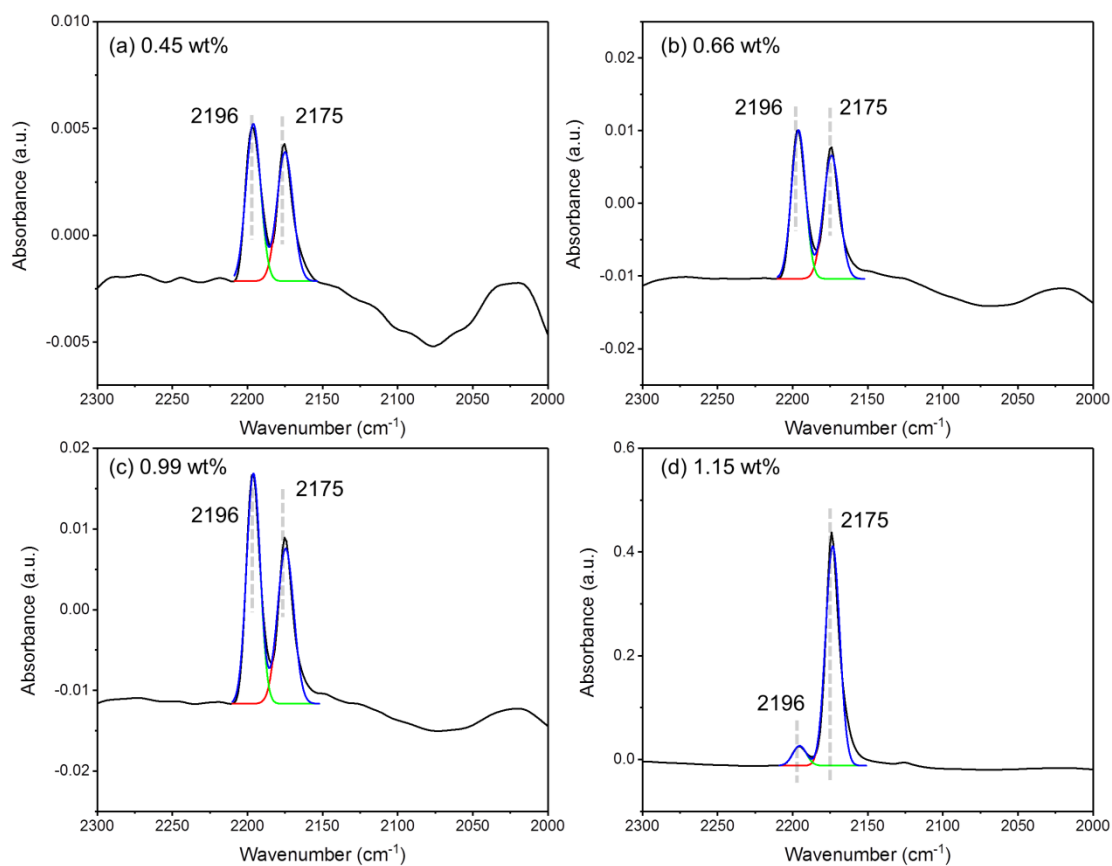 (a) 0.45 wt%
2196 2175
0.010
0.005
0.000
-0.005
Absorbance (a.u.)
2300 2250 2200 2150 2100 2050 2000
Wavenumber (cm⁻¹)
(b) 0.66 wt%
2196 2175
0.02
0.01
0.00
-0.01
-0.02
Absorbance (a.u.)
2300 2250 2200 2150 2100 2050 2000
Wavenumber (cm⁻¹)
(c) 0.99 wt%
2196 2175
0.02
0.01
0.00
-0.01
-0.02
Absorbance (a.u.)
2300 2250 2200 2150 2100 2050 2000
Wavenumber (cm⁻¹)
(d) 1.15 wt%
2175
2196
0.6
0.4
0.2
0.0
Absorbance (a.u.)
2300 2250 2200 2150 2100 2050 2000
Wavenumber (cm⁻¹)